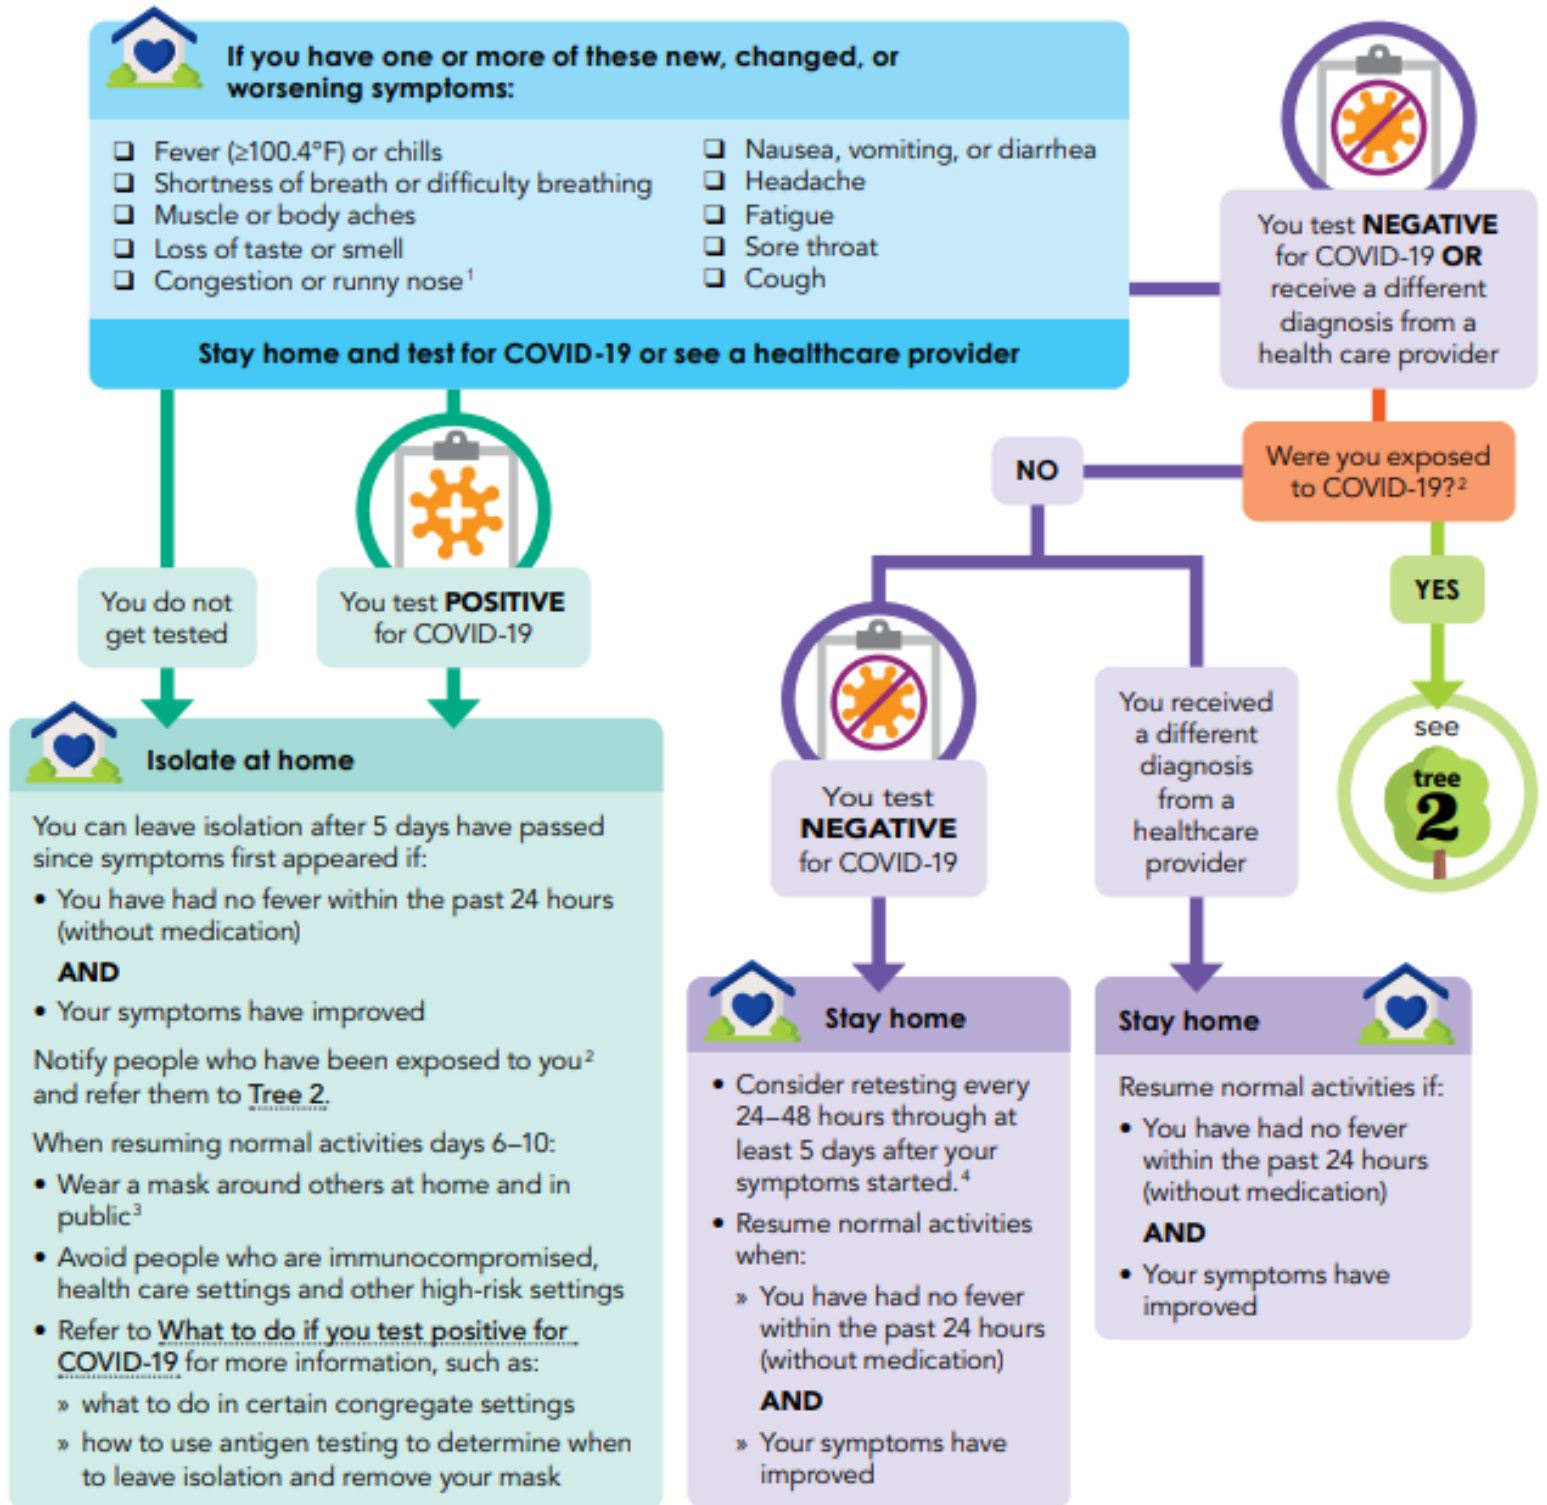 If you have one or more of these new, changed, or
worsening symptoms:
❑ Fever (≥100.4°F) or chills
❑ Shortness of breath or difficulty breathing
❑ Muscle or body aches
❑ Loss of taste or smell
❑ Congestion or runny nose¹
❑ Nausea, vomiting, or diarrhea
❑ Headache
❑ Fatigue
❑ Sore throat
❑ Cough
Stay home and test for COVID-19 or see a healthcare provider
You test NEGATIVE
for COVID-19 OR
receive a different
diagnosis from a
health care provider
Were you exposed
to COVID-19?²
NO
YES
see
tree
2
You do not
get tested
You test POSITIVE
for COVID-19
Isolate at home
You can leave isolation after 5 days have passed
since symptoms first appeared if:
• You have had no fever within the past 24 hours
(without medication)
AND
• Your symptoms have improved
Notify people who have been exposed to you²
and refer them to Tree 2.
When resuming normal activities days 6–10:
• Wear a mask around others at home and in
public³
• Avoid people who are immunocompromised,
health care settings and other high-risk settings
• Refer to What to do if you test positive for
COVID-19 for more information, such as:
» what to do in certain congregate settings
» how to use antigen testing to determine when
to leave isolation and remove your mask
You test
NEGATIVE
for COVID-19
Stay home
• Consider retesting every
24–48 hours through at
least 5 days after your
symptoms started.⁴
• Resume normal activities
when:
» You have had no fever
within the past 24 hours
(without medication)
AND
» Your symptoms have
improved
You received
a different
diagnosis
from a
healthcare
provider
Stay home
Resume normal activities if:
• You have had no fever
within the past 24 hours
(without medication)
AND
• Your symptoms have
improved